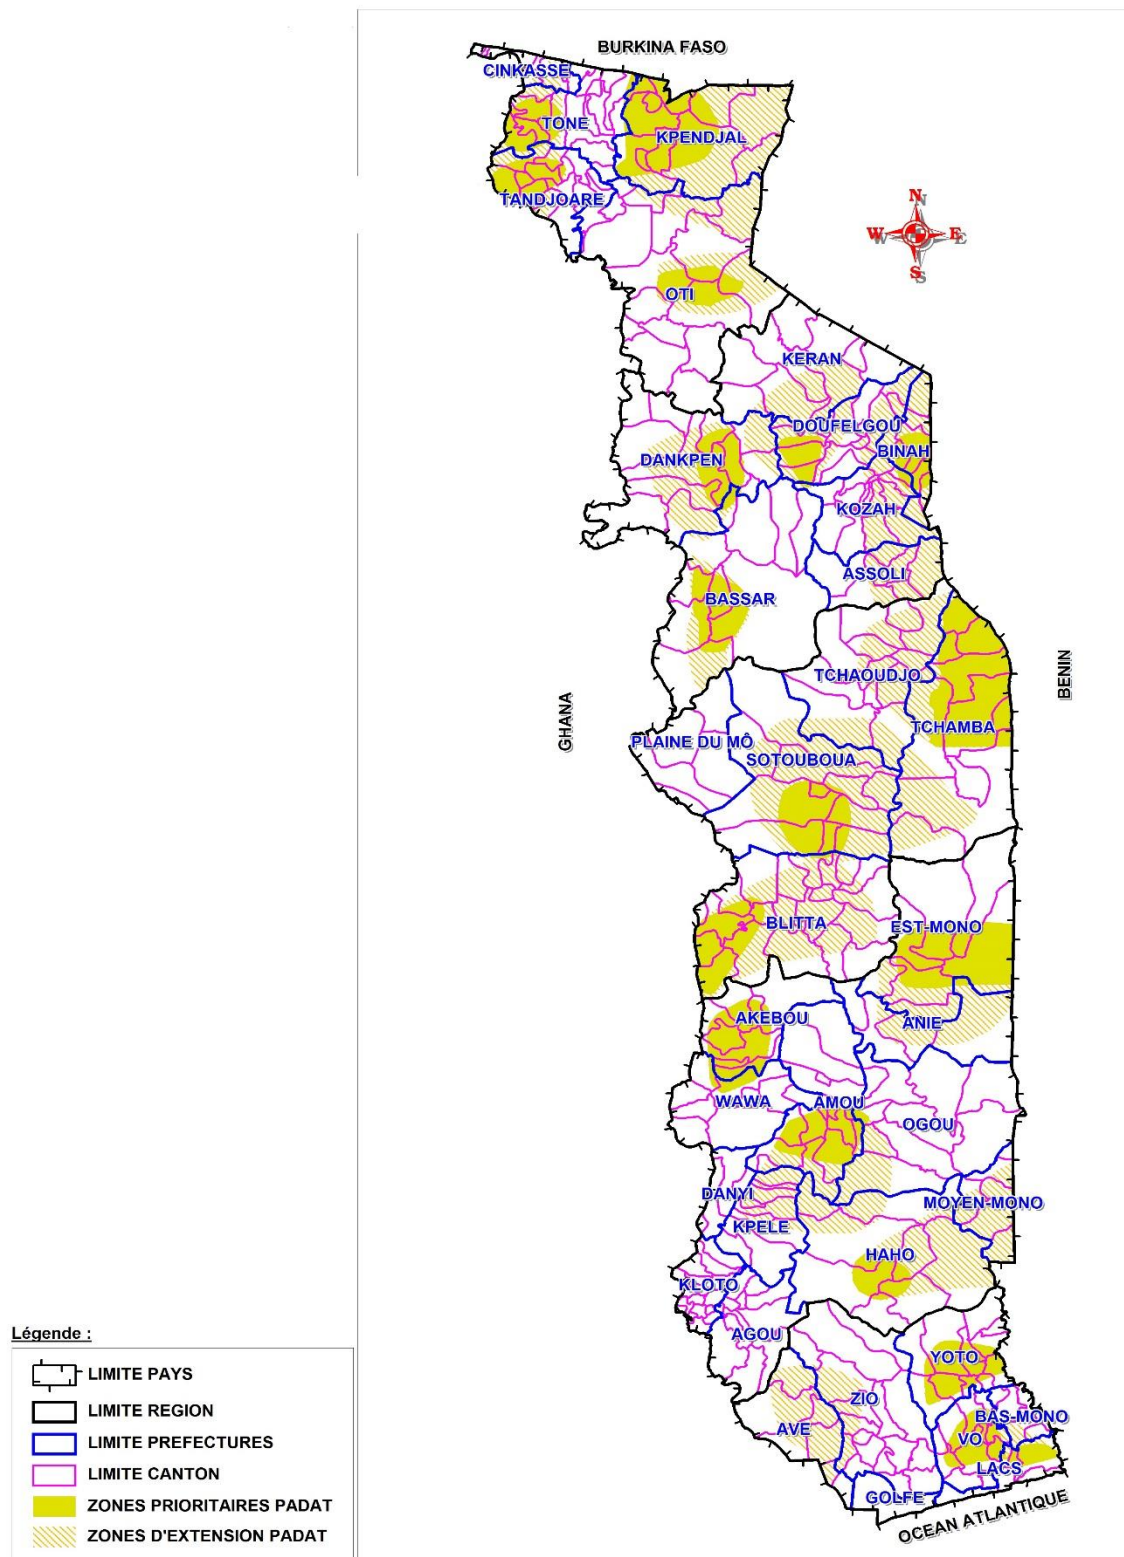 BURKINA FASO
CINKASSE
TONE
KPENDJAL
TANDJOARE
N
W E
W E
S
S
OTI
KERAN
DOUFELGOU
BINAH
DANKPEN
KOZAH
ASSOLI
BASSAR
TCHAOUDJO
BENIN
GHANA
TCHAMBA
PLAINE DU MÔ
SOTOUBOUA
BLITTA
EST-MONO
AKEBOU
ANIE
WAWA
AMOU
OGOU
DANYI
MOYEN-MONO
KPELE
HAHO
KLOTO
AGOU
YOTO
ZIO
BAS-MONO
AVE
VO
LACS
GOLFE
OCEAN ATLANTIQUE
Légende :
LIMITE PAYS
LIMITE REGION
LIMITE PREFECTURES
LIMITE CANTON
ZONES PRIORITAIRES PADAT
ZONES D'EXTENSION PADAT